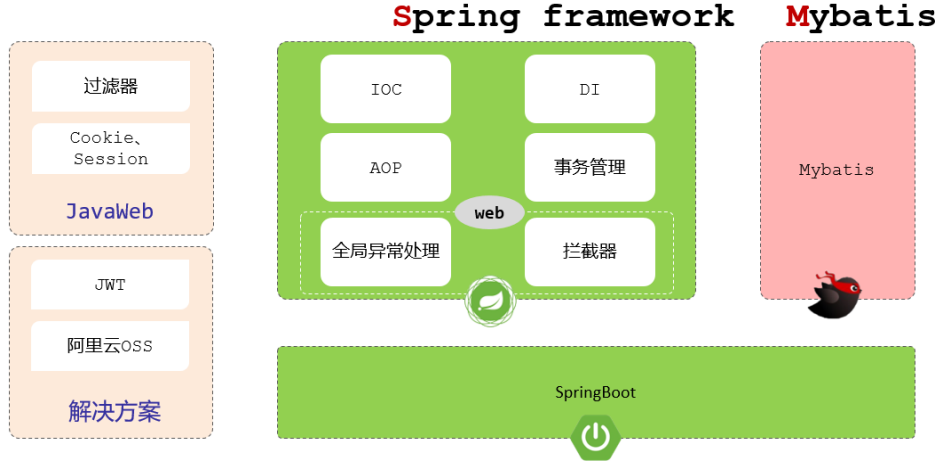 Spring framework
Mybatis
过滤器
Cookie、
Session
JavaWeb
JWT
阿里云OSS
解决方案
IOC
DI
AOP
事务管理
web
全局异常处理
拦截器
Mybatis
SpringBoot